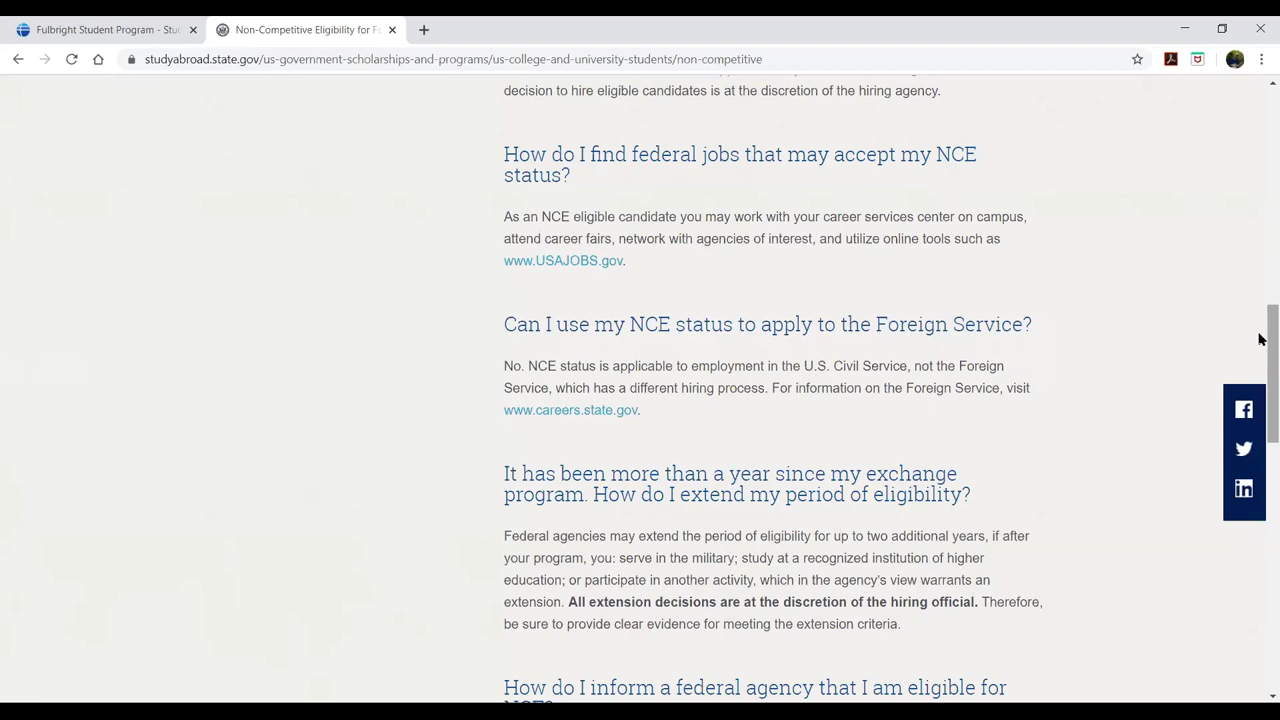 Fulbright Student Program - Stu
Non-Competitive Eligibility for F
studyabroad.state.gov/us-government-scholarships-and-programs/us-college-and-university-students/non-competitive
decision to hire eligible candidates is at the discretion of the hiring agency.
How do I find federal jobs that may accept my NCE
status?
As an NCE eligible candidate you may work with your career services center on campus,
attend career fairs, network with agencies of interest, and utilize online tools such as
www.USAJOBS.gov.
Can I use my NCE status to apply to the Foreign Service?
No. NCE status is applicable to employment in the U.S. Civil Service, not the Foreign
Service, which has a different hiring process. For information on the Foreign Service, visit
www.careers.state.gov.
It has been more than a year since my exchange
program. How do I extend my period of eligibility?
Federal agencies may extend the period of eligibility for up to two additional years, if after
your program, you: serve in the military; study at a recognized institution of higher
education; or participate in another activity, which in the agency's view warrants an
extension. All extension decisions are at the discretion of the hiring official. Therefore,
be sure to provide clear evidence for meeting the extension criteria.
How do I inform a federal agency that I am eligible for
NCE?